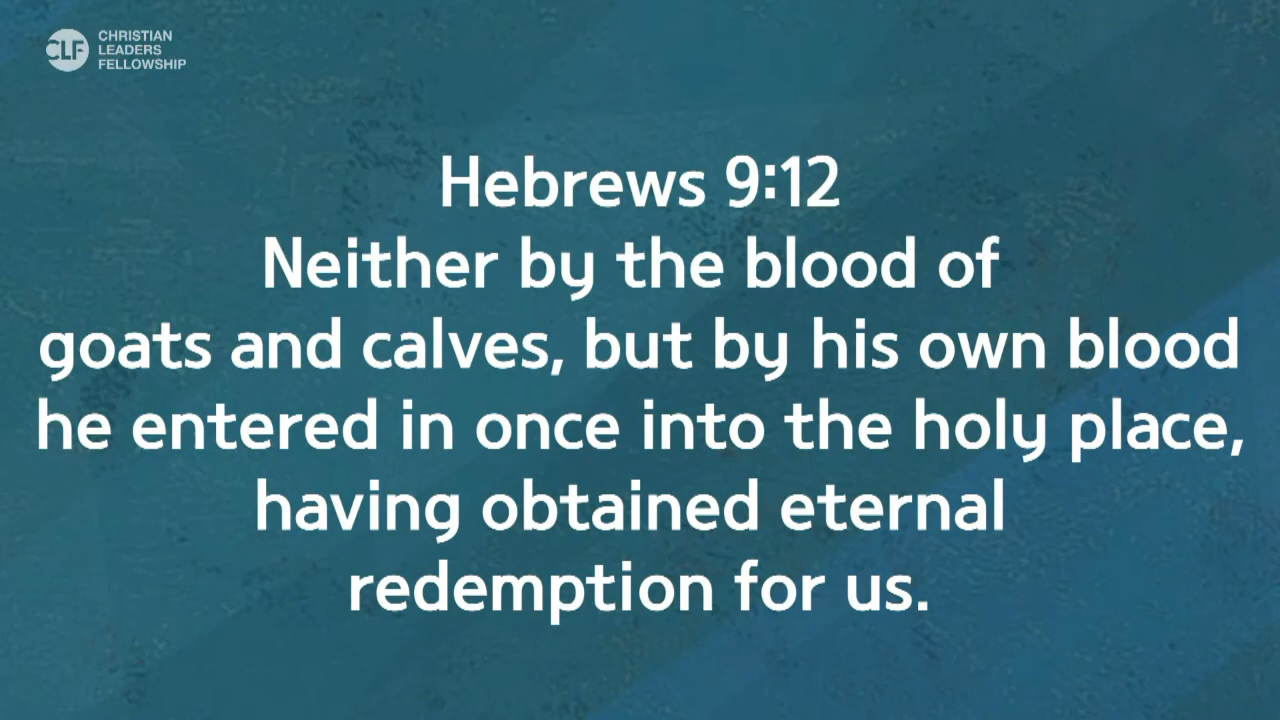 CLF
CHRISTIAN
LEADERS
FELLOWSHIP
Hebrews 9:12
Neither by the blood of
goats and calves, but by his own blood
he entered in once into the holy place,
having obtained eternal
redemption for us.